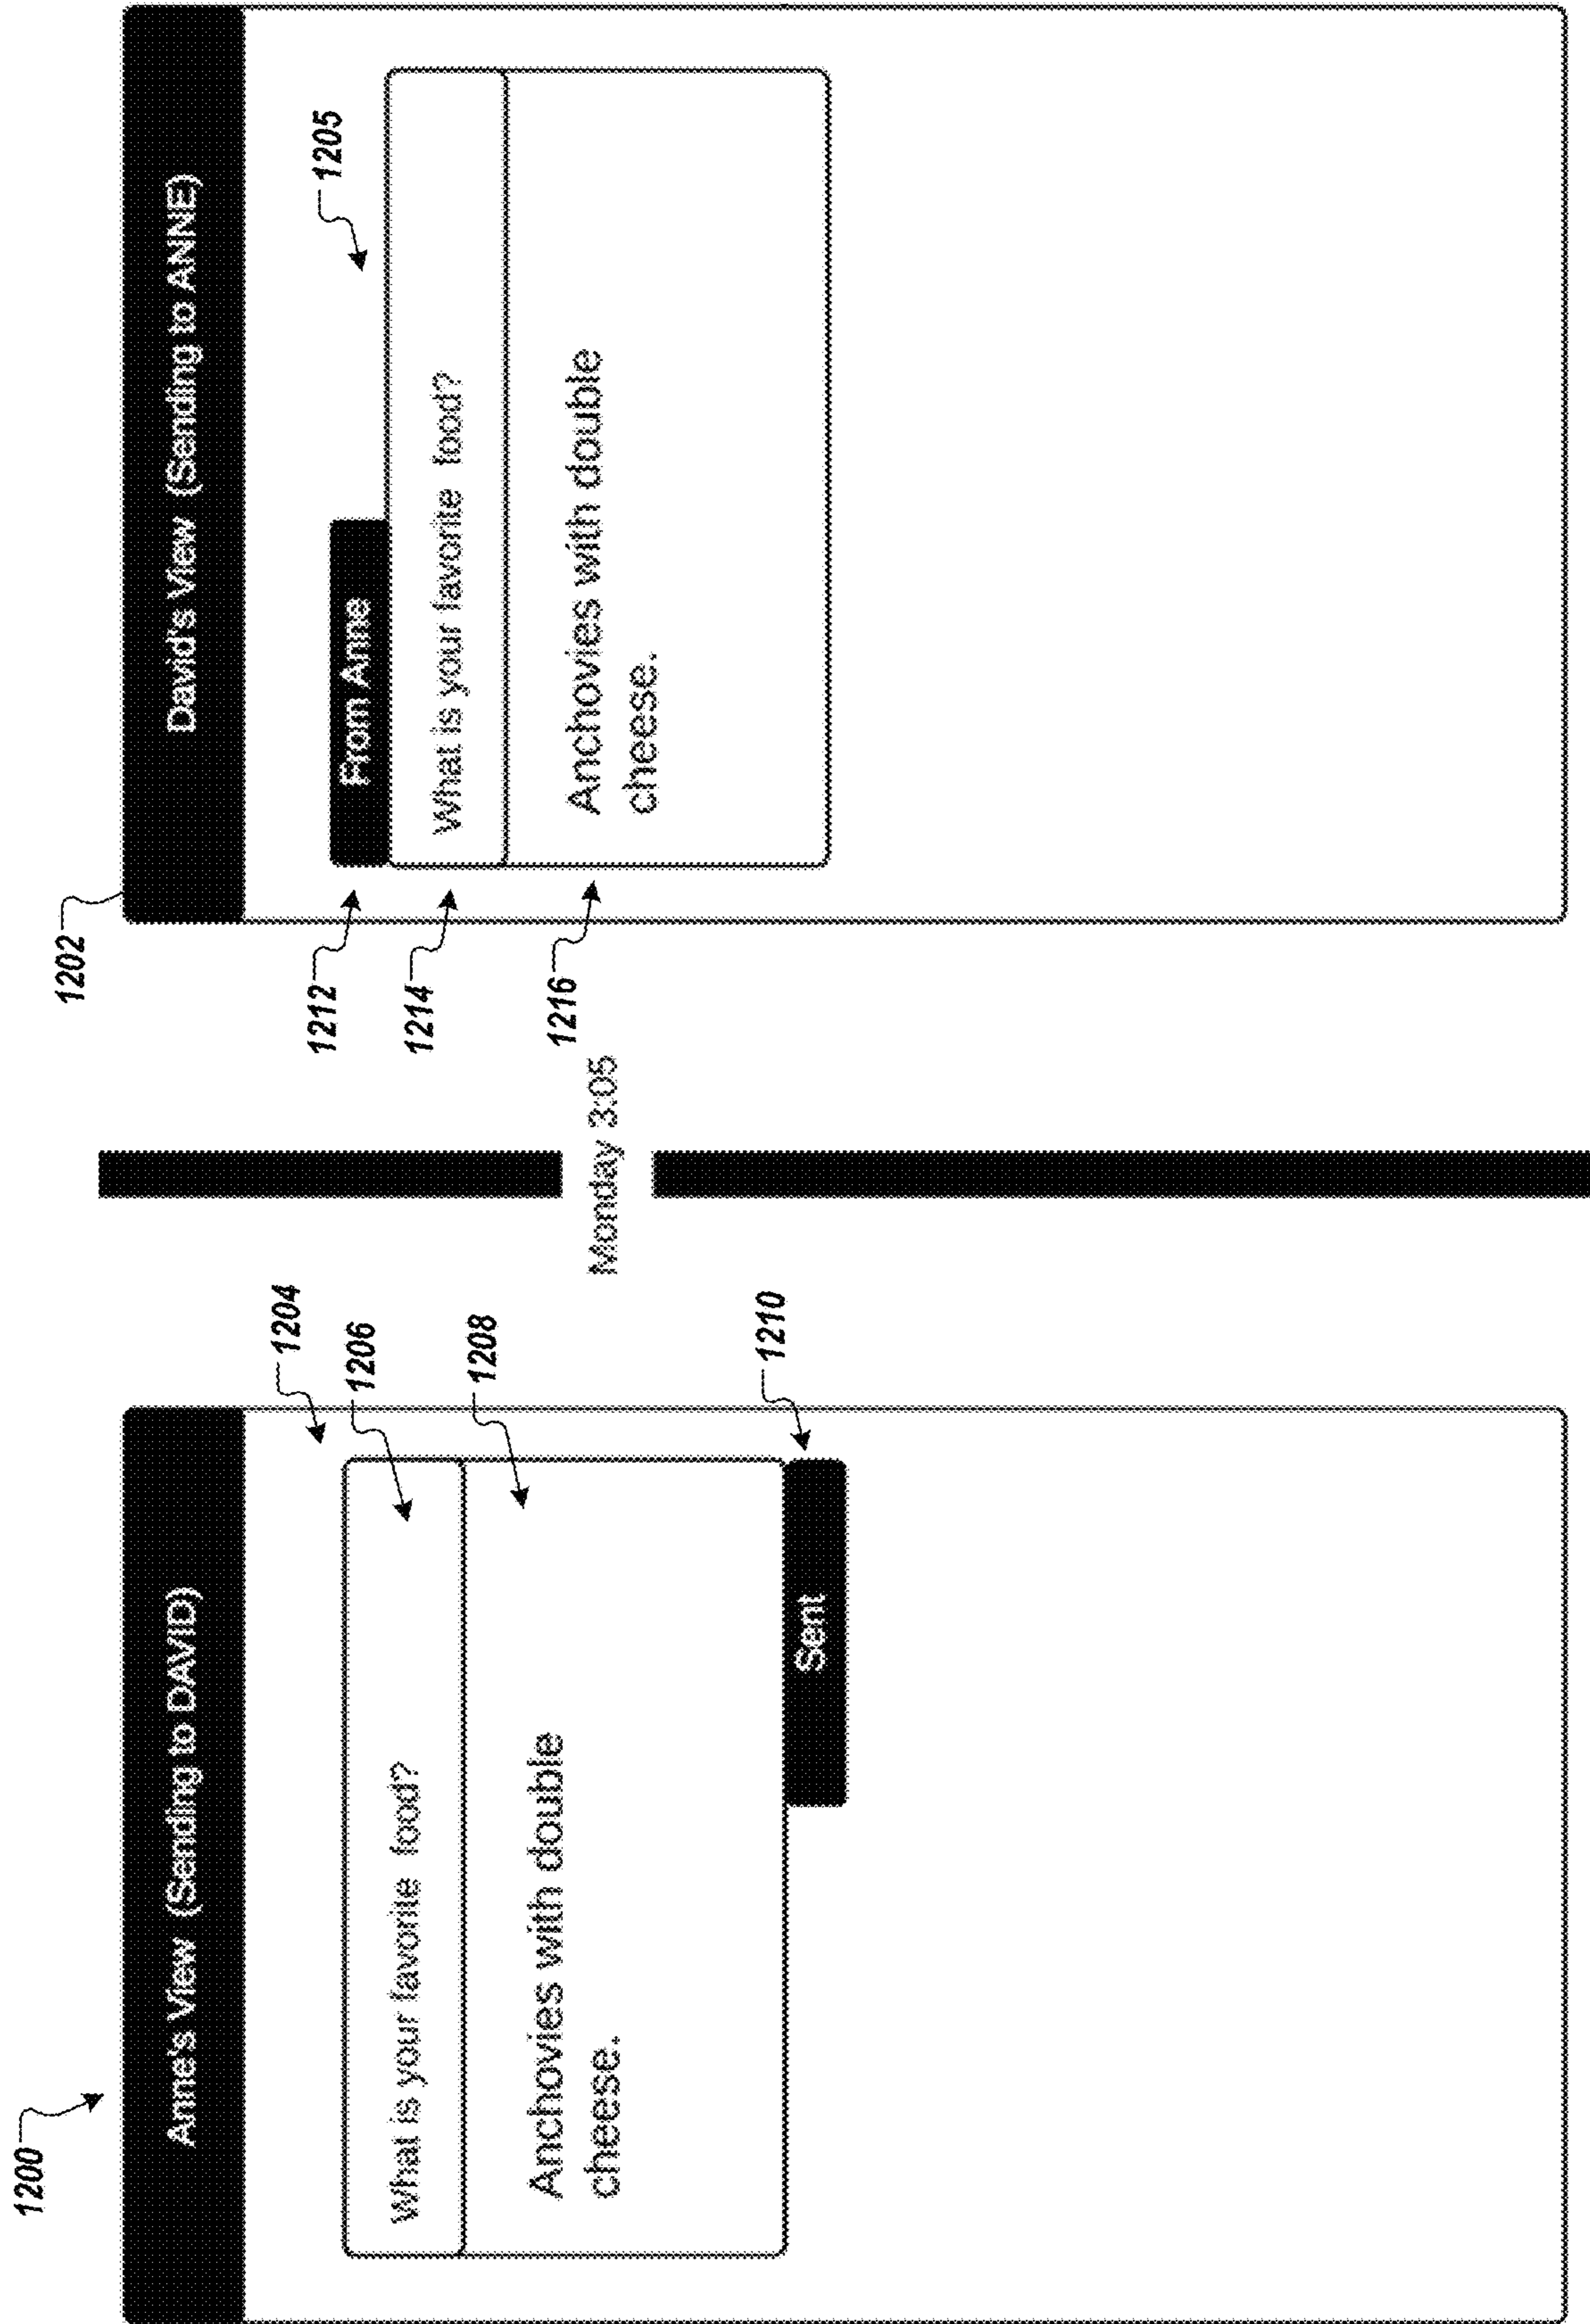 1200
Anne's View (Sending to DAVID)
1204
What is your favorite food?
1206
Anchovies with double
cheese.
1208
Sent
1210
Monday 3:05
1202
David's View (Sending to ANNE)
1205
From Anne
1212
What is your favorite food?
1214
Anchovies with double
cheese.
1216